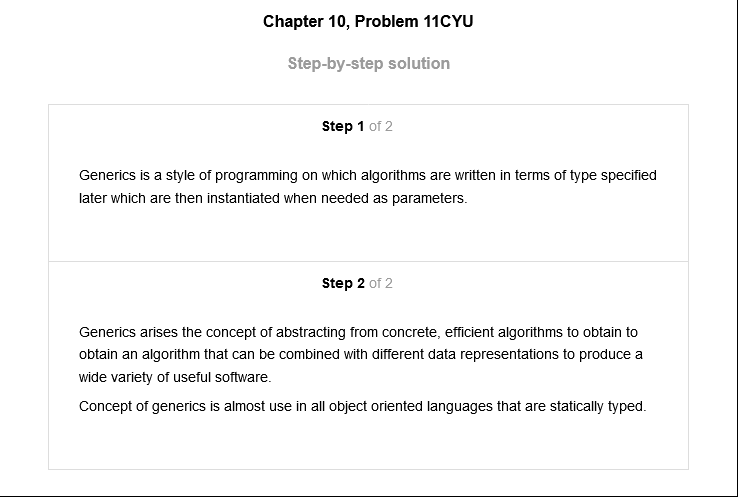 Chapter 10, Problem 11CYU
Step-by-step solution
Step 1 of 2
Generics is a style of programming on which algorithms are written in terms of type specified
later which are then instantiated when needed as parameters.
Step 2 of 2
Generics arises the concept of abstracting from concrete, efficient algorithms to obtain to
obtain an algorithm that can be combined with different data representations to produce a
wide variety of useful software.
Concept of generics is almost use in all object oriented languages that are statically typed.